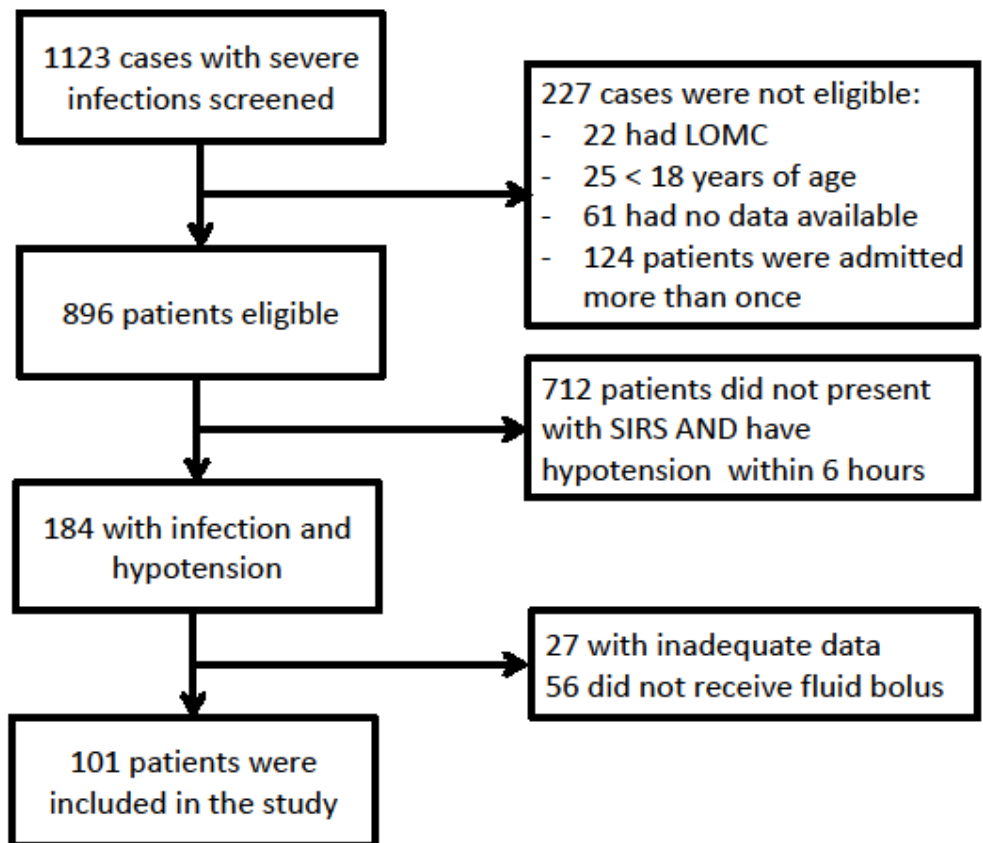 1123 cases with severe
infections screened
227 cases were not eligible:
- 22 had LOMC
- 25 < 18 years of age
- 61 had no data available
- 124 patients were admitted
more than once
896 patients eligible
712 patients did not present
with SIRS AND have
hypotension within 6 hours
184 with infection and
hypotension
27 with inadequate data
56 did not receive fluid bolus
101 patients were
included in the study